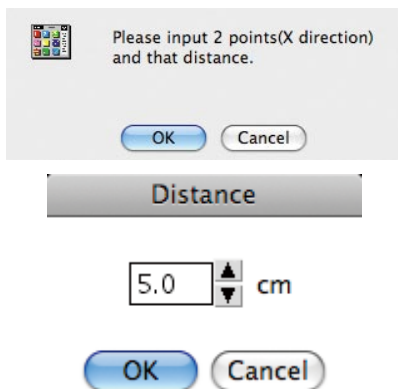 Please input 2 points(X direction)
and that distance.
OK Cancel
Distance
5.0 cm
OK Cancel